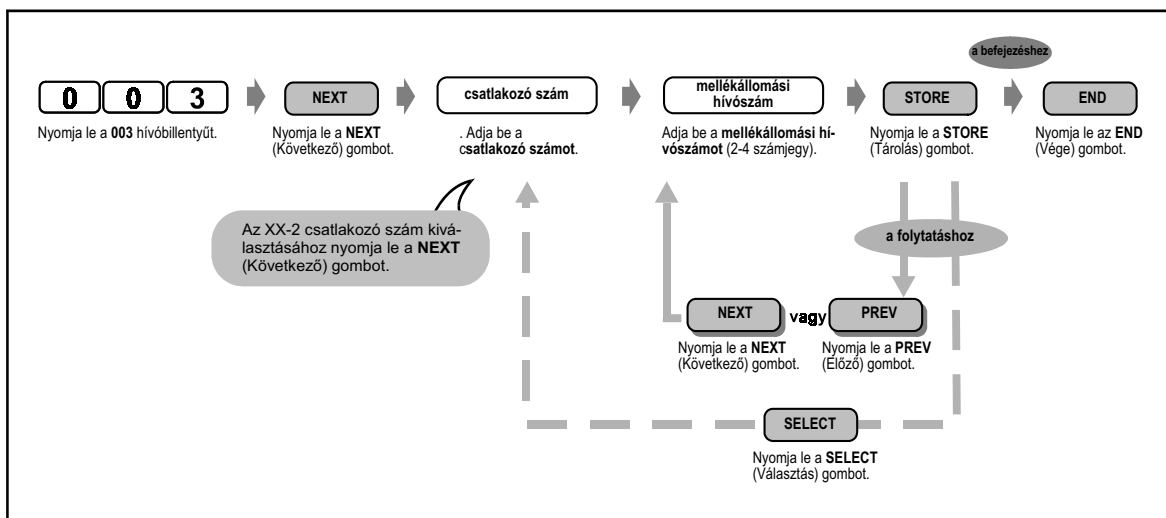 a befejezéshez
0 0 3
NEXT
csatlakozó szám
mellékállomási
hívószám
STORE
END
Nyomja le a 003 hívóbillentyűt.
Nyomja le a NEXT
(Következő) gombot.
. Adja be a
csatlakozó számot.
Adja be a mellékállomási hí-
vószámot (2-4 számjegy).
Nyomja le a STORE
(Tárolás) gombot.
Nyomja le az END
(Vége) gombot.
Az XX-2 csatlakozó szám kivá-
lasztásához nyomja le a NEXT
(Következő) gombot.
a folytatáshoz
NEXT vagy PREV
Nyomja le a NEXT
(Következő) gombot.
Nyomja le a PREV
(Előző) gombot.
SELECT
Nyomja le a SELECT
(Választás) gombot.